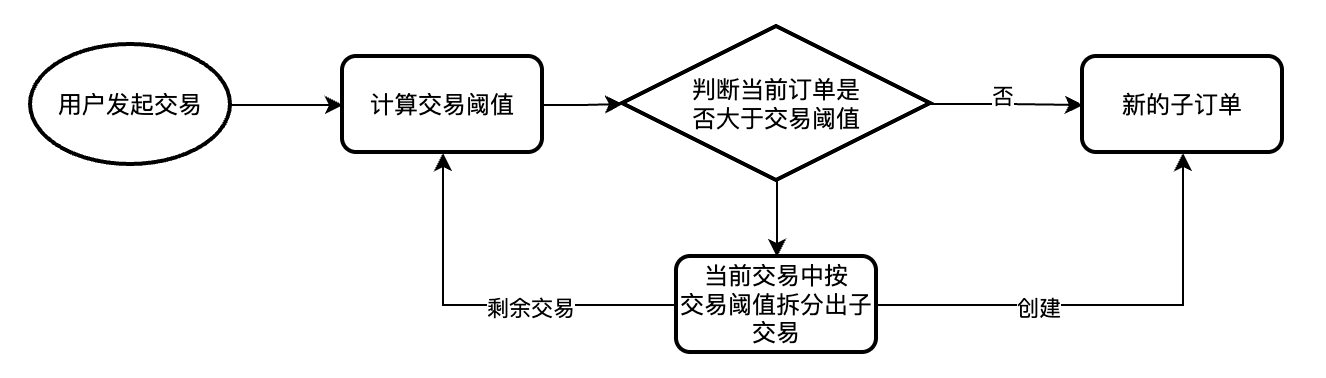 用户发起交易
计算交易阈值
判断当前订单是
否大于交易阈值
否
新的子订单
当前交易中按
交易阈值拆分出子
交易
剩余交易
创建